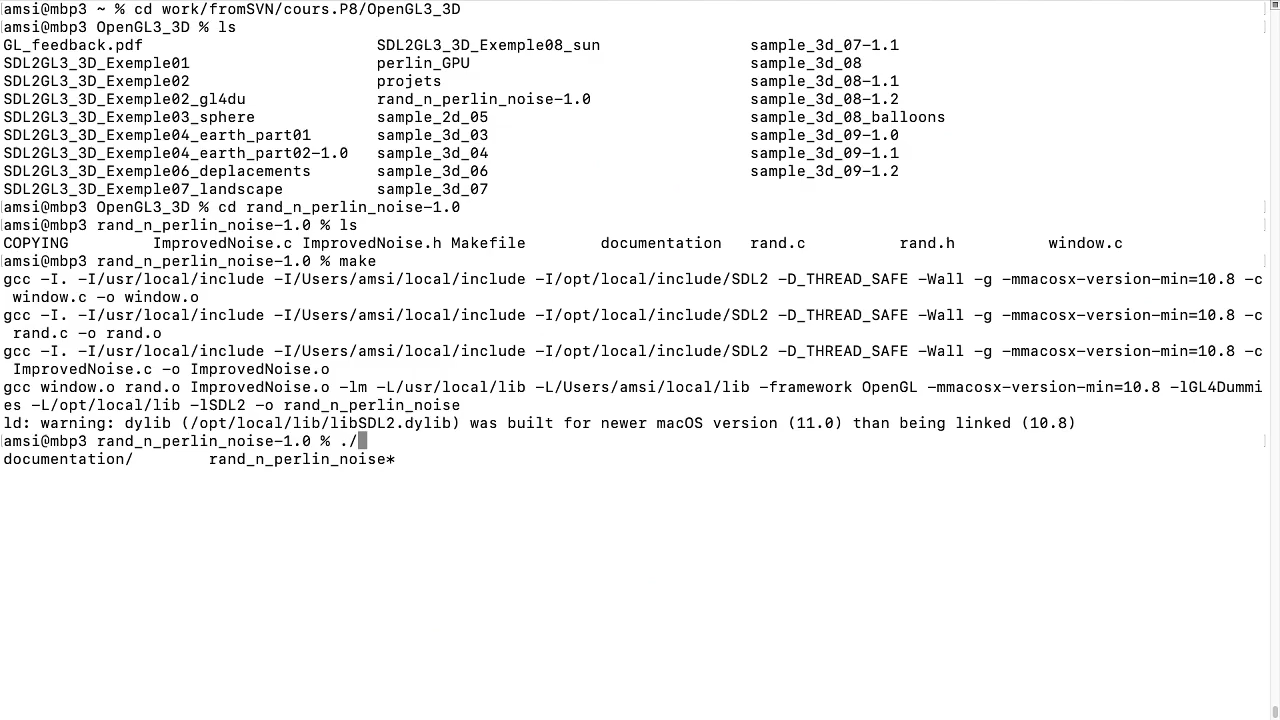 amsi@mbp3 ~ % cd work/fromSVN/cours.P8/OpenGL3_3D
amsi@mbp3 OpenGL3_3D % ls
GL_feedback.pdf SDL2GL3_3D_Exemple08_sun sample_3d_07-1.1
SDL2GL3_3D_Exemple01 perlin_GPU sample_3d_08
SDL2GL3_3D_Exemple02 projets sample_3d_08-1.1
SDL2GL3_3D_Exemple02_gl4du rand_n_perlin_noise-1.0 sample_3d_08-1.2
SDL2GL3_3D_Exemple03_sphere sample_2d_05 sample_3d_08_balloons
SDL2GL3_3D_Exemple04_earth_part01 sample_3d_03 sample_3d_09-1.0
SDL2GL3_3D_Exemple04_earth_part02-1.0 sample_3d_04 sample_3d_09-1.1
SDL2GL3_3D_Exemple06_deplacements sample_3d_06 sample_3d_09-1.2
SDL2GL3_3D_Exemple07_landscape sample_3d_07
amsi@mbp3 OpenGL3_3D % cd rand_n_perlin_noise-1.0
amsi@mbp3 rand_n_perlin_noise-1.0 % ls
COPYING ImprovedNoise.c ImprovedNoise.h Makefile documentation rand.c rand.h window.c
amsi@mbp3 rand_n_perlin_noise-1.0 % make
gcc -I. -I/usr/local/include -I/Users/amsi/local/include -I/opt/local/include/SDL2 -D_THREAD_SAFE -Wall -g -mmacosx-version-min=10.8 -c
window.c -o window.o
gcc -I. -I/usr/local/include -I/Users/amsi/local/include -I/opt/local/include/SDL2 -D_THREAD_SAFE -Wall -g -mmacosx-version-min=10.8 -c
rand.c -o rand.o
gcc -I. -I/usr/local/include -I/Users/amsi/local/include -I/opt/local/include/SDL2 -D_THREAD_SAFE -Wall -g -mmacosx-version-min=10.8 -c
ImprovedNoise.c -o ImprovedNoise.o
gcc window.o rand.o ImprovedNoise.o -lm -L/usr/local/lib -L/Users/amsi/local/lib -framework OpenGL -mmacosx-version-min=10.8 -lGL4Dummi
es -L/opt/local/lib -lSDL2 -o rand_n_perlin_noise
ld: warning: dylib (/opt/local/lib/libSDL2.dylib) was built for newer macOS version (11.0) than being linked (10.8)
amsi@mbp3 rand_n_perlin_noise-1.0 % ./
documentation/ rand_n_perlin_noise*